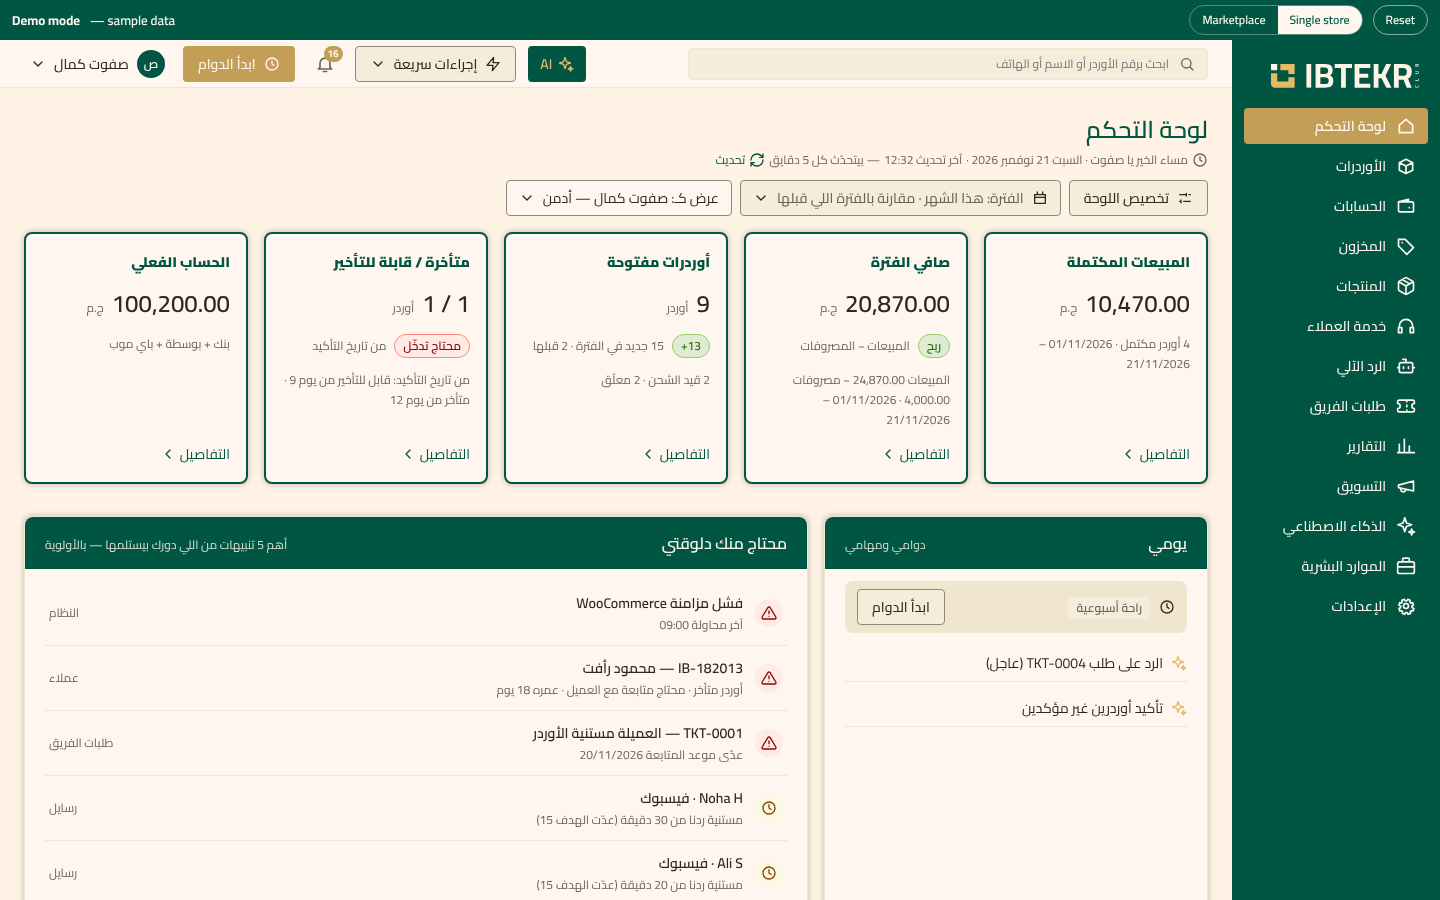 Demo mode — sample data
Marketplace
Single store
Reset
IBTEKR CLUB
لوحة التحكم
الأوردرات
الحسابات
المخزون
المنتجات
خدمة العملاء
الرد الآلي
طلبات الفريق
التقارير
التسويق
الذكاء الاصطناعي
الموارد البشرية
الإعدادات
ابحث برقم الأوردر أو الاسم أو الهاتف
AI
إجراءات سريعة
16
ابدأ الدوام
ص
صفوت كمال
لوحة التحكم
مساء الخير يا صفوت · السبت 21 نوفمبر 2026 · آخر تحديث 12:32 — بيتحدّث كل 5 دقايق تحديث
تخصيص اللوحة
الفترة: هذا الشهر · مقارنة بالفترة اللي قبلها
عرض كـ: صفوت كمال — أدمن
المبيعات المكتملة
10,470.00 ج.م
4 أوردر مكتمل · 01/11/2026 –
21/11/2026
التفاصيل
صافي الفترة
20,870.00 ج.م
ربح المبيعات − المصروفات
المبيعات 24,870.00 − مصروفات
4,000.00 · 01/11/2026 –
21/11/2026
التفاصيل
أوردرات مفتوحة
9 أوردر
+13 15 جديد في الفترة · 2 قبلها
2 قيد الشحن · 2 معلّق
التفاصيل
متأخرة / قابلة للتأخير
1 / 1 أوردر
محتاج تدخّل من تاريخ التأكيد
من تاريخ التأكيد: قابل للتأخير من يوم 9 ·
متأخر من يوم 12
التفاصيل
الحساب الفعلي
100,200.00 ج.م
بنك + بوسطة + باي موب
التفاصيل
يومي
دوامي ومهامي
راحة أسبوعية
ابدأ الدوام
الرد على طلب TKT-0004 (عاجل)
تأكيد أوردرين غير مؤكدين
محتاج منك دلوقتي
أهم 5 تنبيهات من اللي دورك بيستلمها — بالأولوية
فشل مزامنة WooCommerce
آخر محاولة 09:00
النظام
IB-182013 — محمود رأفت
أوردر متأخر · محتاج متابعة مع العميل · عمره 18 يوم
عملاء
TKT-0001 — العميلة مستنية الأوردر
عدّى موعد المتابعة 20/11/2026
طلبات الفريق
Noha H · فيسبوك
مستنية ردنا من 30 دقيقة (عدّت الهدف 15)
رسايل
Ali S · فيسبوك
مستنية ردنا من 20 دقيقة (عدّت الهدف 15)
رسايل